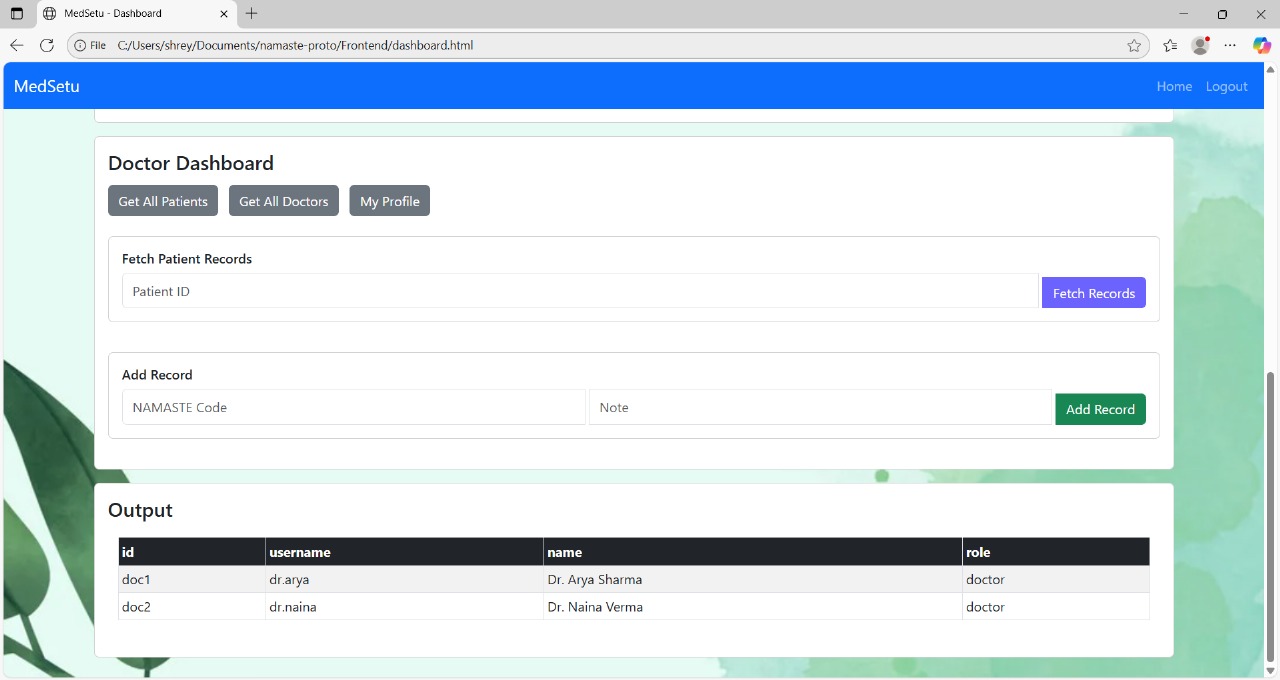 MedSetu - Dashboard
File C:/Users/shrey/Documents/namaste-proto/Frontend/dashboard.html
MedSetu Home Logout
Doctor Dashboard
Get All Patients Get All Doctors My Profile
Fetch Patient Records
Patient ID Fetch Records
Add Record
NAMASTE Code Note Add Record
Output
id username name role
doc1 dr.arya Dr. Arya Sharma doctor
doc2 dr.naina Dr. Naina Verma doctor